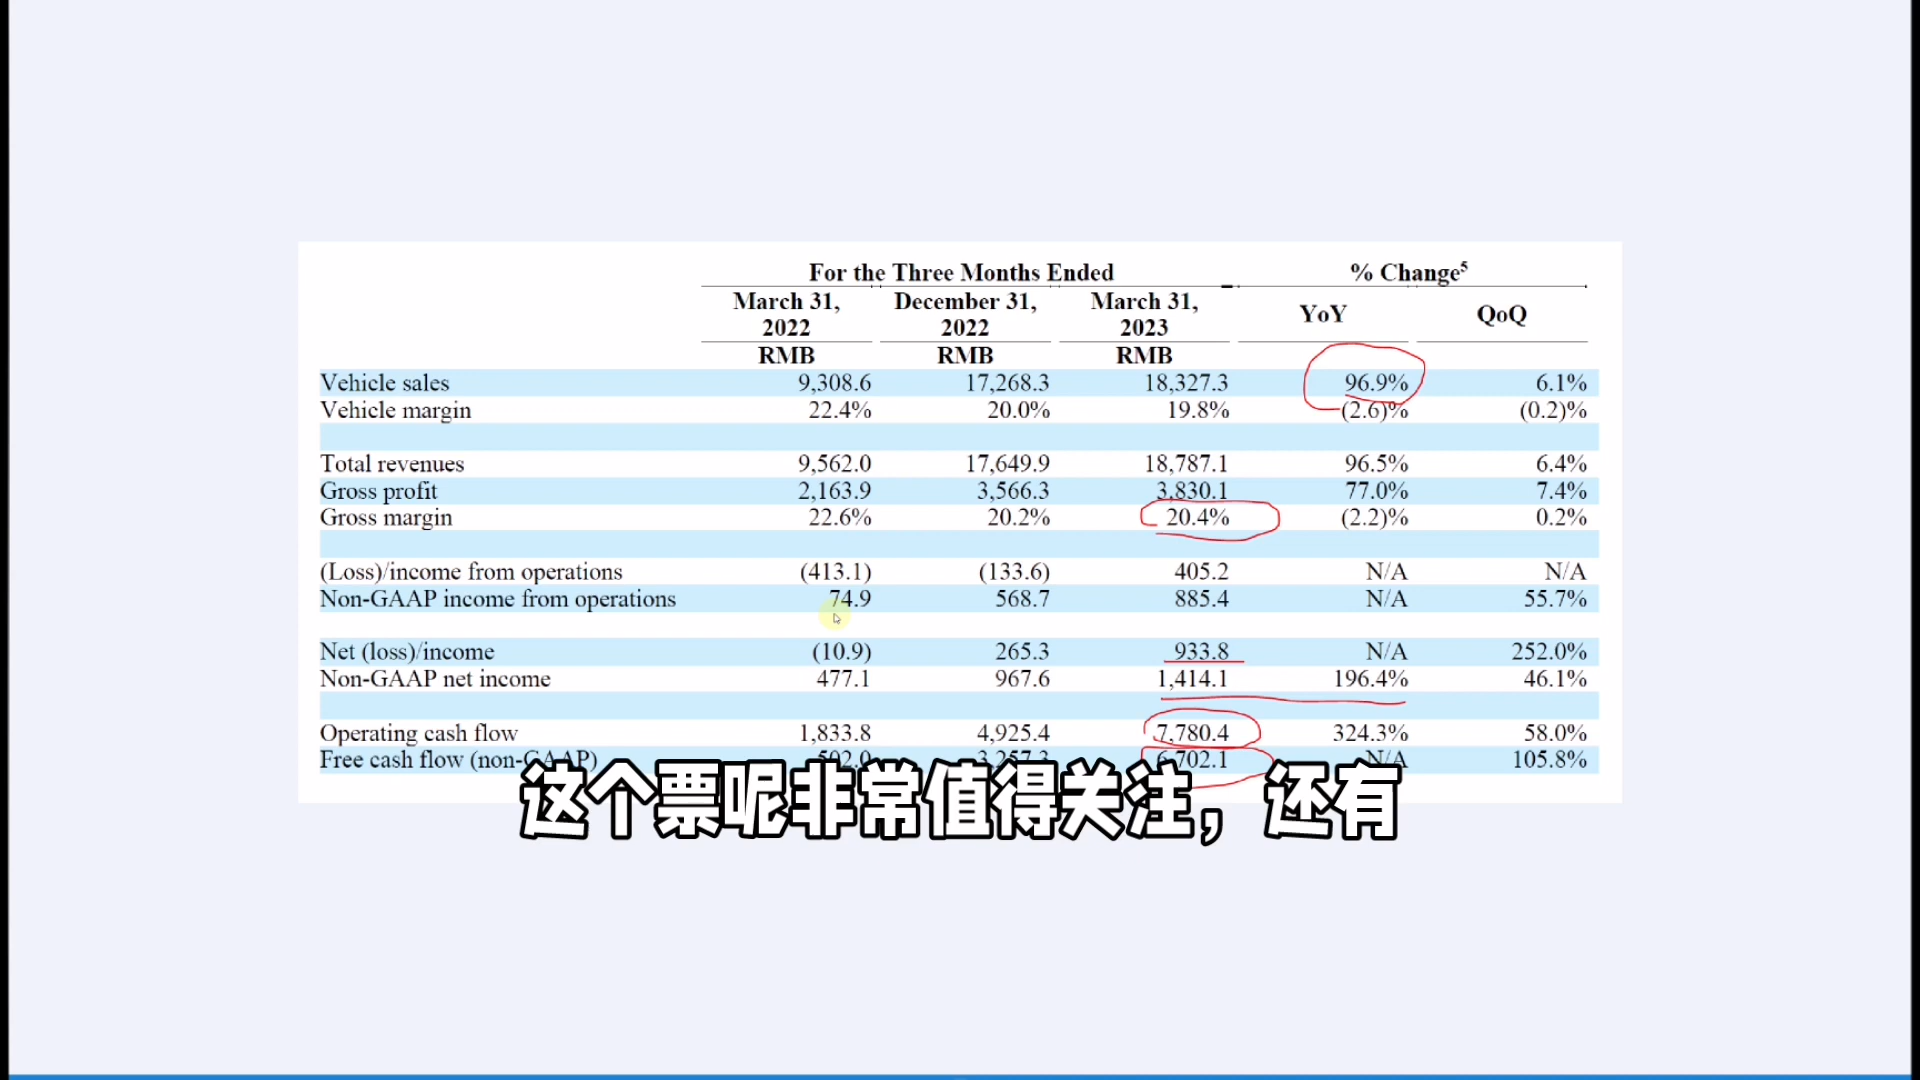 For the Three Months Ended % Change5
March 31, 2022 December 31, 2022 March 31, 2023 YoY QoQ
RMB RMB RMB
Vehicle sales 9,308.6 17,268.3 18,327.3 96.9% 6.1%
Vehicle margin 22.4% 20.0% 19.8% (2.6)% (0.2)%
Total revenues 9,562.0 17,649.9 18,787.1 96.5% 6.4%
Gross profit 2,163.9 3,566.3 3,830.1 77.0% 7.4%
Gross margin 22.6% 20.2% 20.4% (2.2)% 0.2%
(Loss)/income from operations (413.1) (133.6) 405.2 N/A N/A
Non-GAAP income from operations 74.9 568.7 885.4 N/A 55.7%
Net (loss)/income (10.9) 265.3 933.8 N/A 252.0%
Non-GAAP net income 477.1 967.6 1,414.1 196.4% 46.1%
Operating cash flow 1,833.8 4,925.4 7,780.4 324.3% 58.0%
Free cash flow (non-GAAP) 502.0 3,257.3 6,702.1 N/A 105.8%
这个票呢非常值得关注，还有